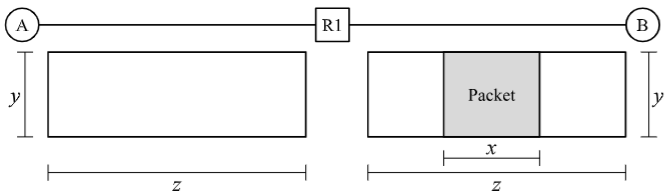 A R1 B
y Packet y
x
z z